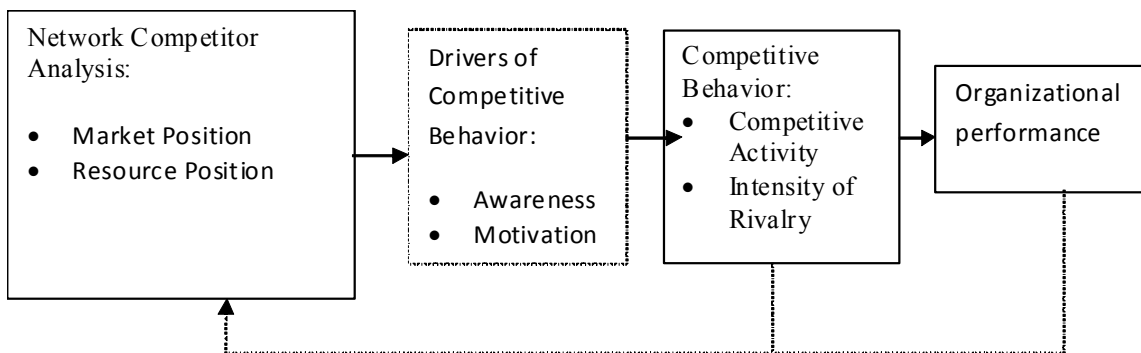 Network Competitor
Analysis:
• Market Position
• Resource Position
Drivers of
Competitive
Behavior:
• Awareness
• Motivation
Competitive
Behavior:
• Competitive
Activity
• Intensity of
Rivalry
Organizational
performance